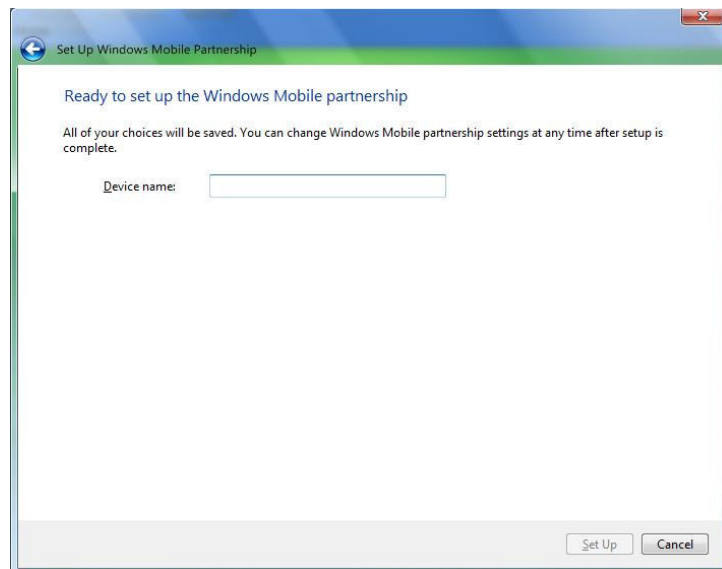 Set Up Windows Mobile Partnership
Ready to set up the Windows Mobile partnership
All of your choices will be saved. You can change Windows Mobile partnership settings at any time after setup is
complete.
Device name:
Set Up Cancel